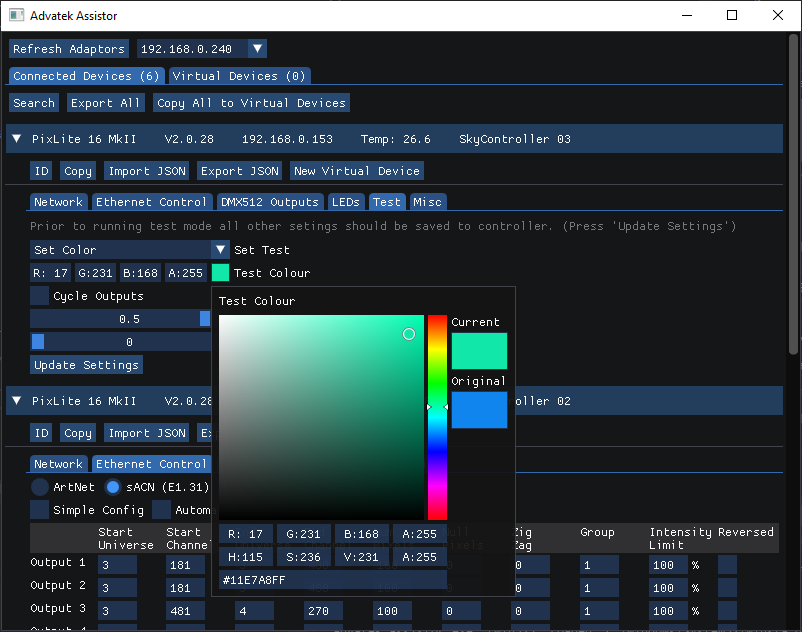 Advatek Assistor
Refresh Adaptors 192.168.0.240
Connected Devices (6) Virtual Devices (0)
Search Export All Copy All to Virtual Devices
PixLite 16 MkII V2.0.28 192.168.0.153 Temp: 26.6 SkyController 03
ID Copy Import JSON Export JSON New Virtual Device
Network Ethernet Control DMX512 Outputs LEDs Test Misc
Prior to running test mode all other setings should be saved to controller. (Press 'Update Settings')
Set Color Set Test
R: 17 G:231 B:168 A:255 Test Colour
Cycle Outputs
0.5
0
Update Settings
Test Colour
Current
Original
R: 17 G:231 B:168 A:255
H:115 S:236 V:231 A:255
#11E7A8FF
PixLite 16 MkII V2.0.28 ller 02
ID Copy Import JSON Ex
Network Ethernet Control
ArtNet sACN (E1.31)
Simple Config Autom
Start Universe Start Channel Zig Zag Group Intensity Limit Reversed
Output 1 3 181 0 1 100 %
Output 2 3 181 0 1 100 %
Output 3 3 481 4 270 100 0 0 1 100 %